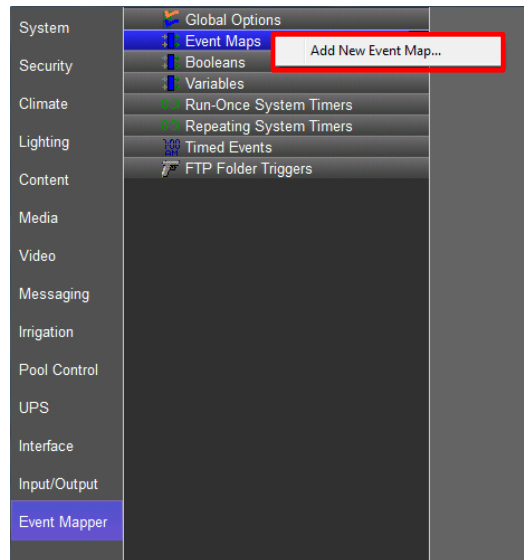 System
Security
Climate
Lighting
Content
Media
Video
Messaging
Irrigation
Pool Control
UPS
Interface
Input/Output
Event Mapper
Global Options
Event Maps
Add New Event Map...
Booleans
Variables
Run-Once System Timers
Repeating System Timers
Timed Events
FTP Folder Triggers